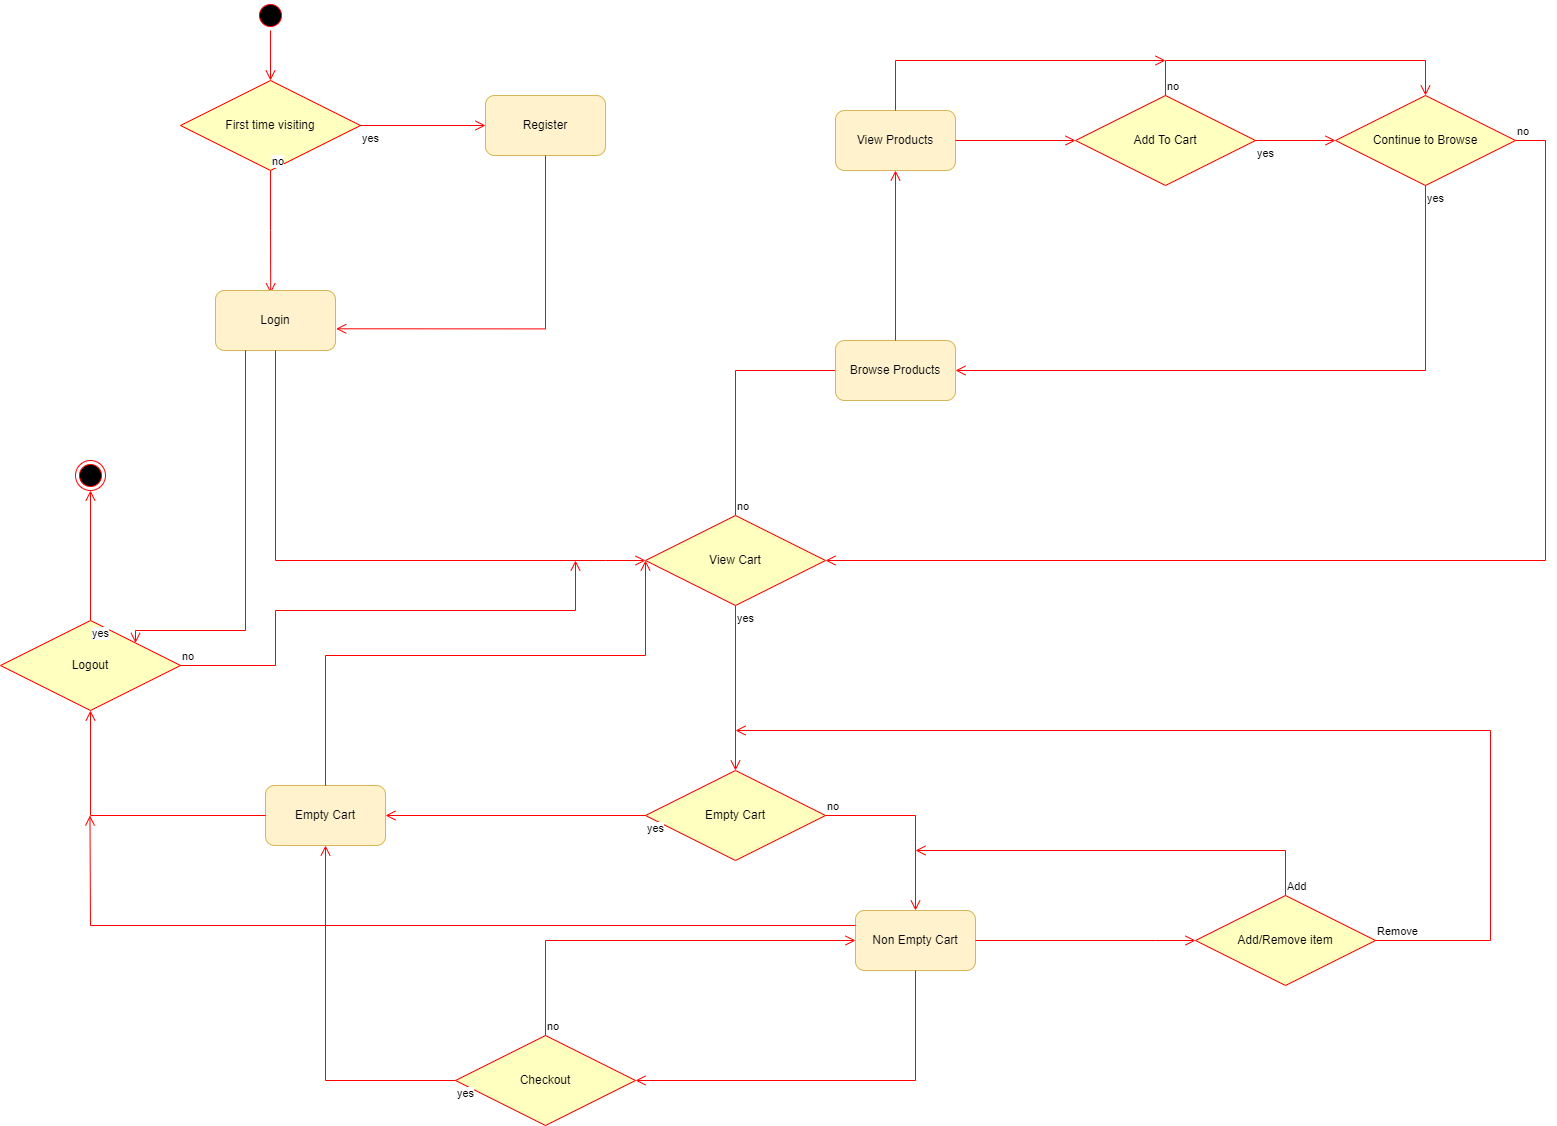 First time visiting
yes
no
Register
Login
View Products
no
Add To Cart
yes
Continue to Browse
no
yes
Browse Products
no
View Cart
yes
yes
Logout
no
Empty Cart
yes
Empty Cart
no
Add
Non Empty Cart
Add/Remove item
Remove
no
Checkout
yes